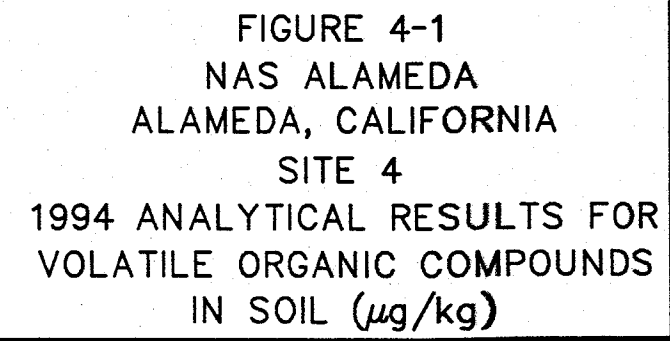 FIGURE 4-1
NAS ALAMEDA
ALAMEDA, CALIFORNIA
SITE 4
1994 ANALYTICAL RESULTS FOR
VOLATILE ORGANIC COMPOUNDS
IN SOIL (μg/kg)